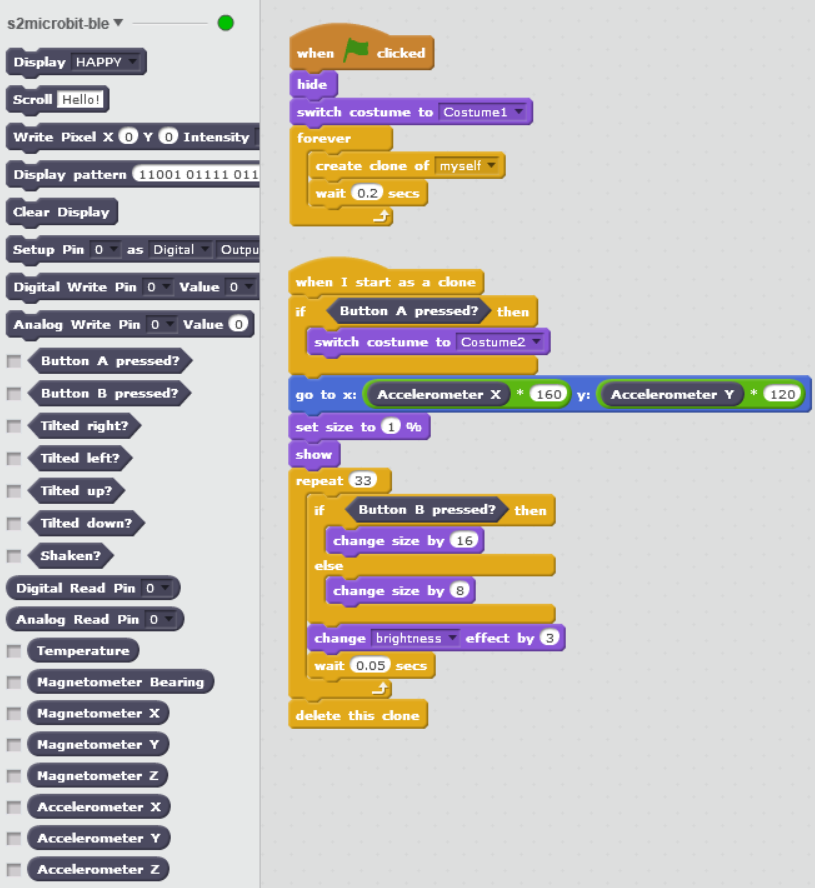 s2microbit-ble
Display HAPPY
Scroll Hello!
Write Pixel X 0 Y 0 Intensity
Display pattern 11001 01111 011
Clear Display
Setup Pin 0 as Digital Outpu
Digital Write Pin 0 Value 0
Analog Write Pin 0 Value 0
Button A pressed?
Button B pressed?
Tilted right?
Tilted left?
Tilted up?
Tilted down?
Shaken?
Digital Read Pin 0
Analog Read Pin 0
Temperature
Magnetometer Bearing
Magnetometer X
Magnetometer Y
Magnetometer Z
Accelerometer X
Accelerometer Y
Accelerometer Z
when clicked
hide
switch costume to Costume1
forever
create clone of myself
wait 0.2 secs
when I start as a clone
if Button A pressed? then
switch costume to Costume2
go to x: Accelerometer X * 160 y: Accelerometer Y * 120
set size to 1 %
show
repeat 33
if Button B pressed? then
change size by 16
else
change size by 8
change brightness effect by 3
wait 0.05 secs
delete this clone